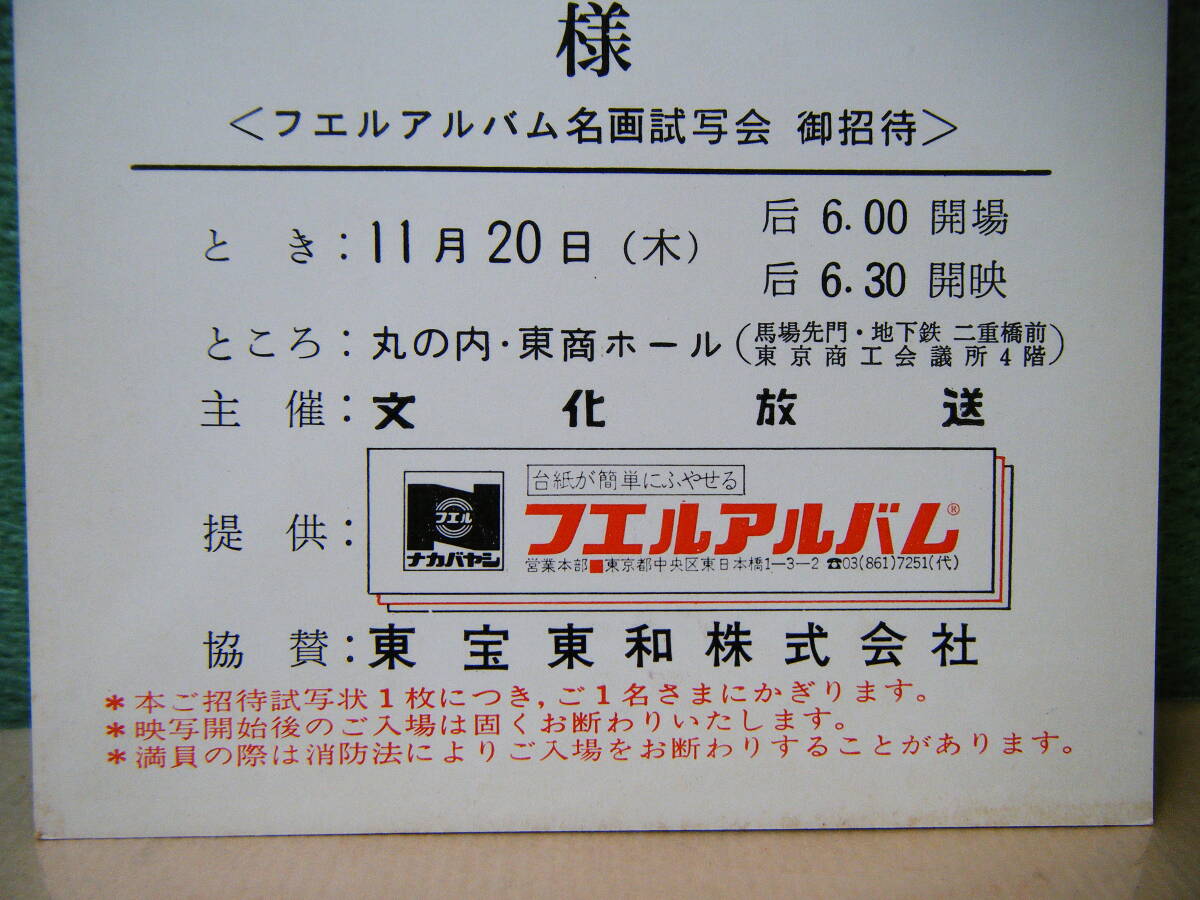 様
＜フエルアルバム名画試写会 御招待＞
とき：11月20日（木） 后 6.00 開場
后 6.30 開映
ところ：丸の内・東商ホール（馬場先門・地下鉄 二重橋前
東京商工会議所4階）
主催：文化放送
提供：
フエル
ナカバヤシ
台紙が簡単にふやせる
フエルアルバム®
営業本部■東京都中央区東日本橋1―3―2 ☎03(861)7251(代)
協賛：東宝東和株式会社
＊本ご招待試写状1枚につき,ご1名さまにかぎります。
＊映写開始後のご入場は固くお断わりいたします。
＊満員の際は消防法によりご入場をお断わりすることがあります。